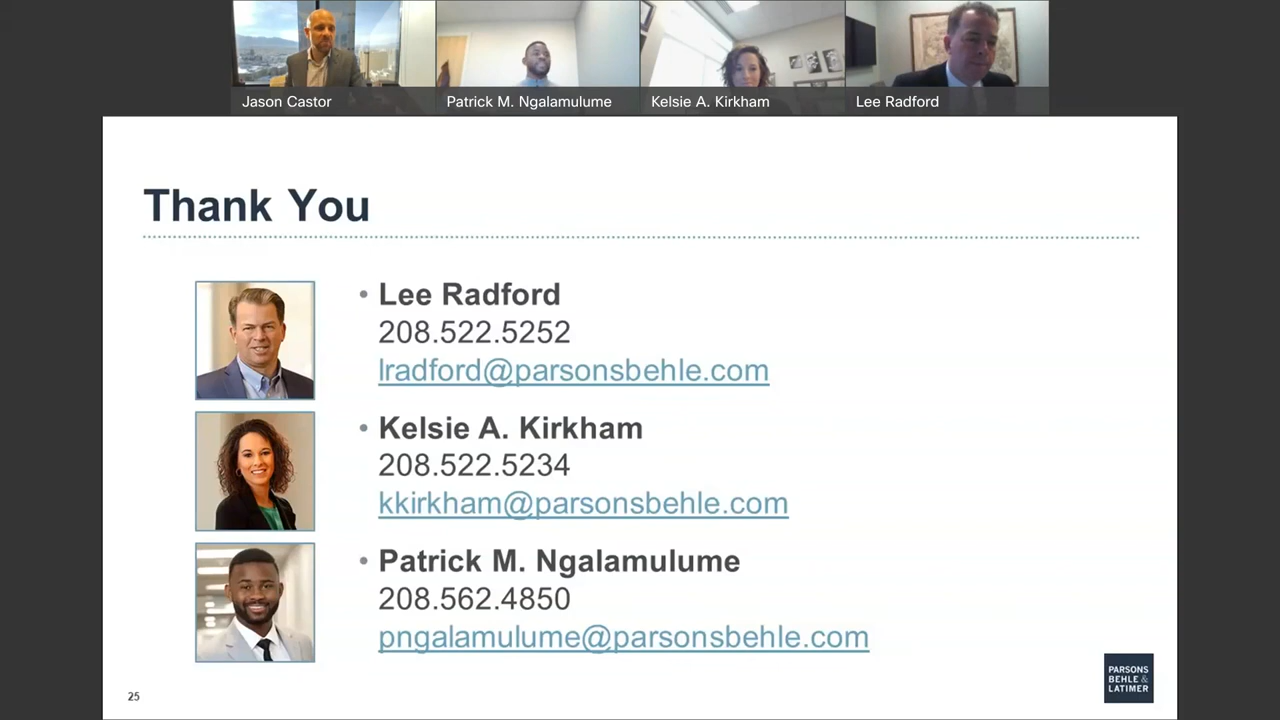 Jason Castor
Patrick M. Ngalamulume
Kelsie A. Kirkham
Lee Radford
Thank You
• Lee Radford
208.522.5252
lradford@parsonsbehle.com
• Kelsie A. Kirkham
208.522.5234
kkirkham@parsonsbehle.com
• Patrick M. Ngalamulume
208.562.4850
pngalamulume@parsonsbehle.com
25
PARSONS
BEHLE &
LATIMER